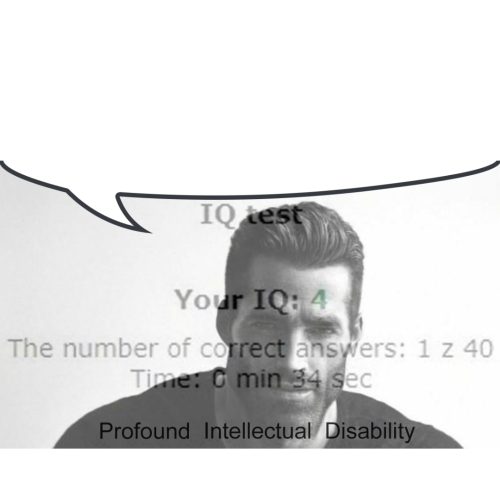 IQ test
Your IQ: 4
The number of correct answers: 1 z 40
Time: 0 min 34 sec
Profound Intellectual Disability